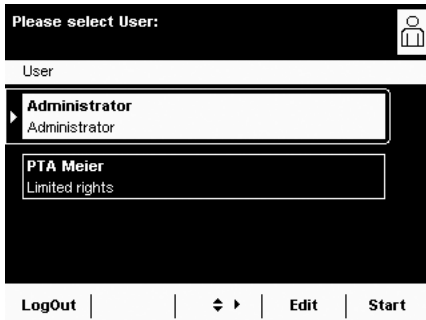 Please select User:
User
Administrator
Administrator
PTA Meier
Limited rights
LogOut Edit Start